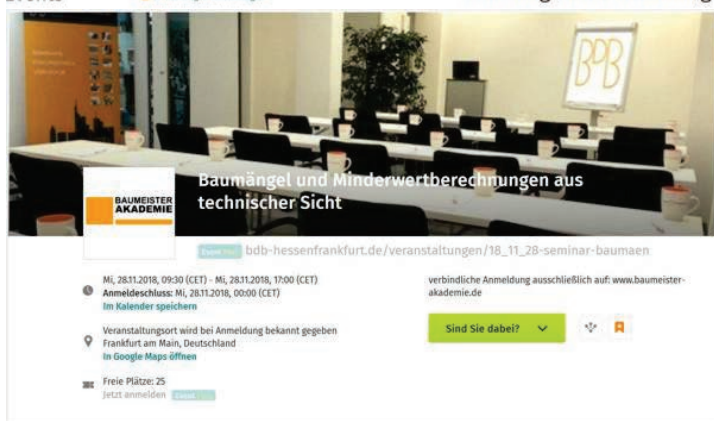 BDB
BAUMEISTER
AKADEMIE
Baumängel und Minderwertberechnungen aus
technischer Sicht
bdb-hessenfrankfurt.de/veranstaltungen/18_11_28-seminar-baumaen
Mi, 28.11.2018, 09:30 (CET) - Mi, 28.11.2018, 17:00 (CET)
Anmeldeschluss: Mi, 28.11.2018, 00:00 (CET)
Im Kalender speichern
Veranstaltungsort wird bei Anmeldung bekannt gegeben
Frankfurt am Main, Deutschland
In Google Maps öffnen
Freie Plätze: 25
Jetzt anmelden
verbindliche Anmeldung ausschließlich auf: www.baumeister-
akademie.de
Sind Sie dabei?